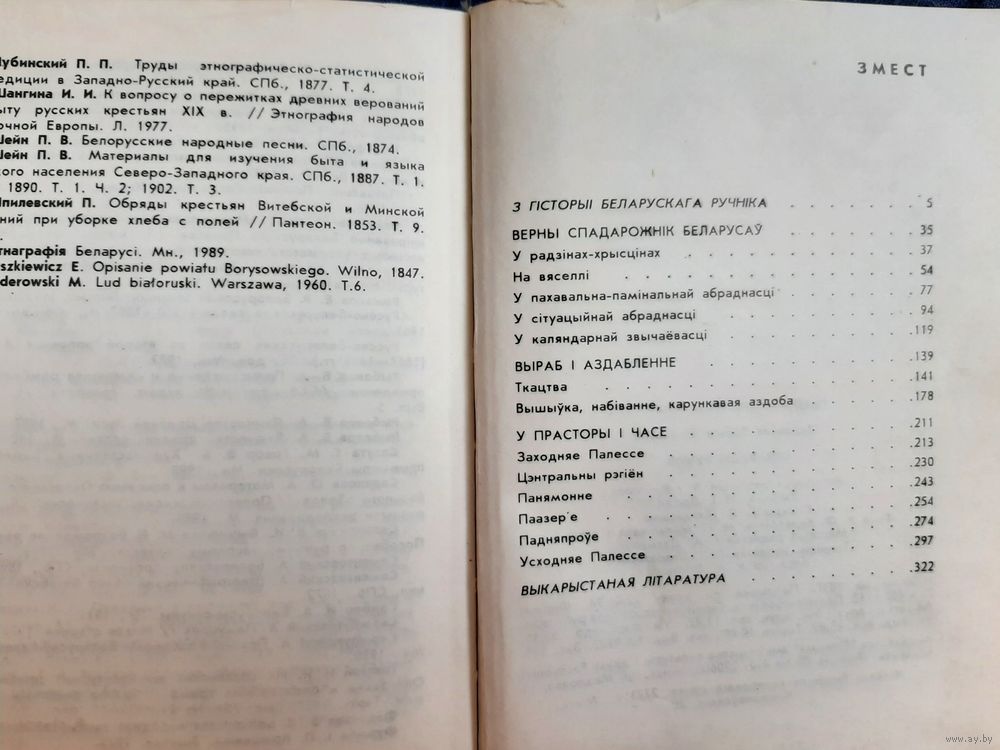 Чубинский П. П. Труды этнографическо-статистической
едиции в Западно-Русский край. СПб., 1877. Т. 4.
Шангина И. И. К вопросу о пережитках древних верований
ыту русских крестьян XIX в. // Этнография народов
очной Европы. Л. 1977.
Шейн П. В. Белорусские народные песни. СПб., 1874.
Шейн П. В. Материалы для изучения быта и языка
кого населения Северо-Западного края. СПб., 1887. Т. 1.
1890. Т. 1. Ч. 2; 1902. Т. 3.
Шпилевский П. Обряды крестьян Витебской и Минской
ний при уборке хлеба с полей // Пантеон. 1853. Т. 9.
тнаграфія Беларусі. Мн., 1989.
szkiewicz E. Opisanie powiatu Borysowskiego. Wilno, 1847.
derowski M. Lud białoruski. Warszawa, 1960. T.6.
ЗМЕСТ
З ГІСТОРЫІ БЕЛАРУСКАГА РУЧНІКА . . . . . . . 5
ВЕРНЫ СПАДАРОЖНІК БЕЛАРУСАЎ . . . . . . . 35
У радзінах-хрысцінах . . . . . . . . . . . 37
На вяселлі . . . . . . . . . . . . . . 54
У пахавальна-памінальнай абраднасці . . . . . . . 77
У сітуацыйнай абраднасці . . . . . . . . . . 94
У каляндарнай звычаёвасці . . . . . . . . . .119
ВЫРАБ І АЗДАБЛЕННЕ . . . . . . . . . . .139
Ткацтва . . . . . . . . . . . . . . .141
Вышыўка, набіванне, карункавая аздоба . . . . . .178
У ПРАСТОРЫ І ЧАСЕ . . . . . . . . . . .211
Заходняе Палессе . . . . . . . . . . . .213
Цэнтральны рэгіён . . . . . . . . . . . .230
Панямонне . . . . . . . . . . . . . .243
Паазер'е . . . . . . . . . . . . . . .254
Падняпроўе . . . . . . . . . . . . . .274
Усходняе Палессе . . . . . . . . . . . .297
ВЫКАРЫСТАНАЯ ЛІТАРАТУРА . . . . . . . . .322
www.ay.by